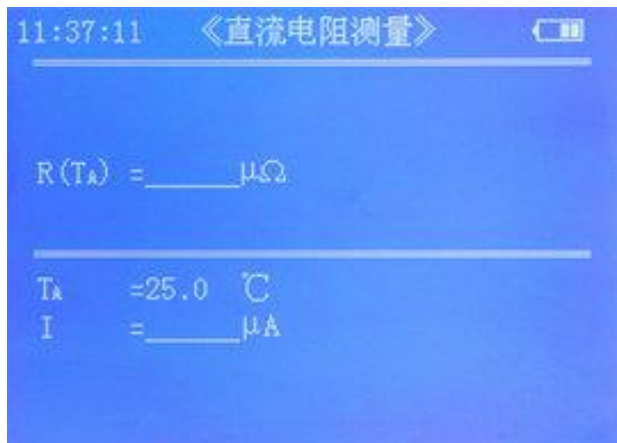 11:37:11 《直流电阻测量》
R(TA) =______μΩ
TA =25.0 ℃
I =______μA